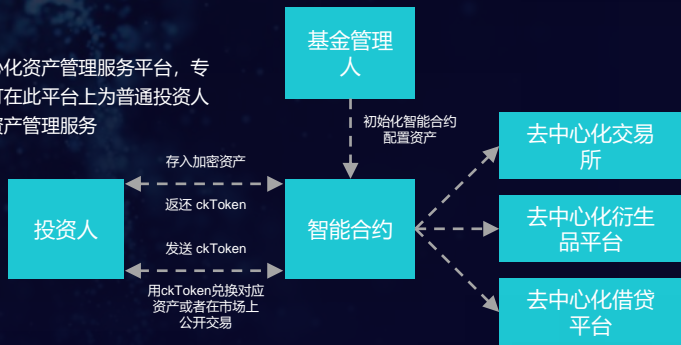 基金管理
人
心化资产管理服务平台，专
可在此平台上为普通投资人
资产管理服务
初始化智能合约
配置资产
去中心化交易
所
存入加密资产
返还 ckToken
投资人
智能合约
去中心化衍生
品平台
发送 ckToken
用ckToken兑换对应
资产或者在市场上
公开交易
去中心化借贷
平台